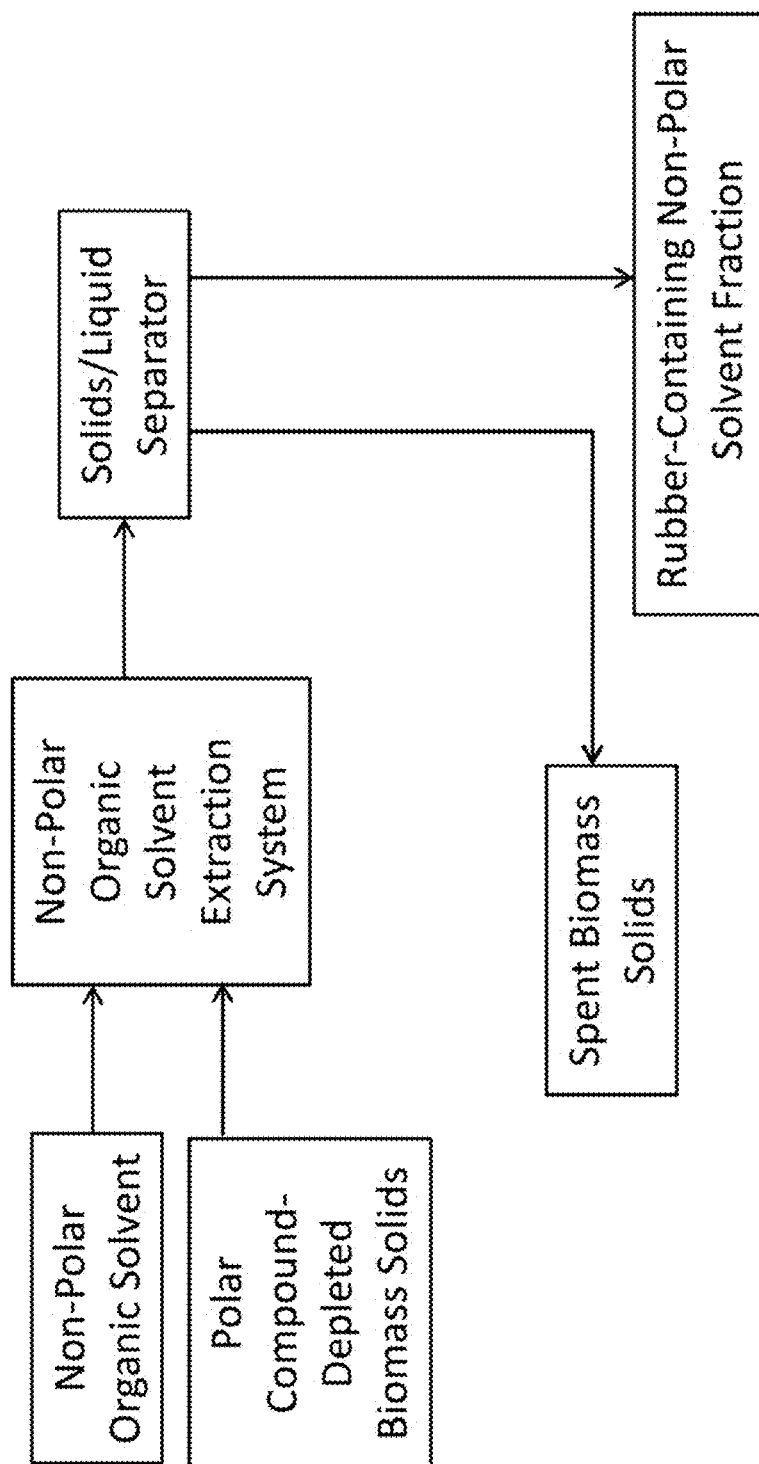 Non-Polar
Organic Solvent
Polar
Compound-
Depleted
Biomass Solids
Non-Polar
Organic
Solvent
Extraction
System
Solids/Liquid
Separator
Spent Biomass
Solids
Rubber-Containing Non-Polar
Solvent Fraction